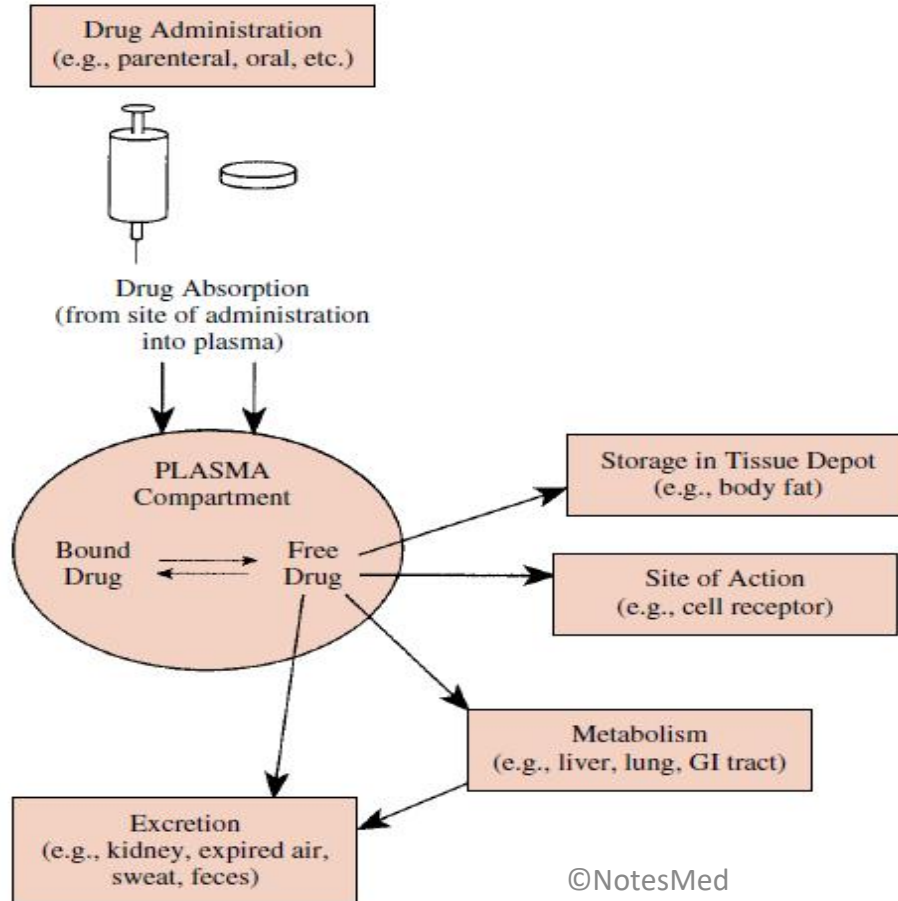 Drug Administration
(e.g., parenteral, oral, etc.)
Drug Absorption
(from site of administration
into plasma)
PLASMA
Compartment
Bound
Drug
Free
Drug
Storage in Tissue Depot
(e.g., body fat)
Site of Action
(e.g., cell receptor)
Metabolism
(e.g., liver, lung, GI tract)
Excretion
(e.g., kidney, expired air,
sweat, feces)
©NotesMed